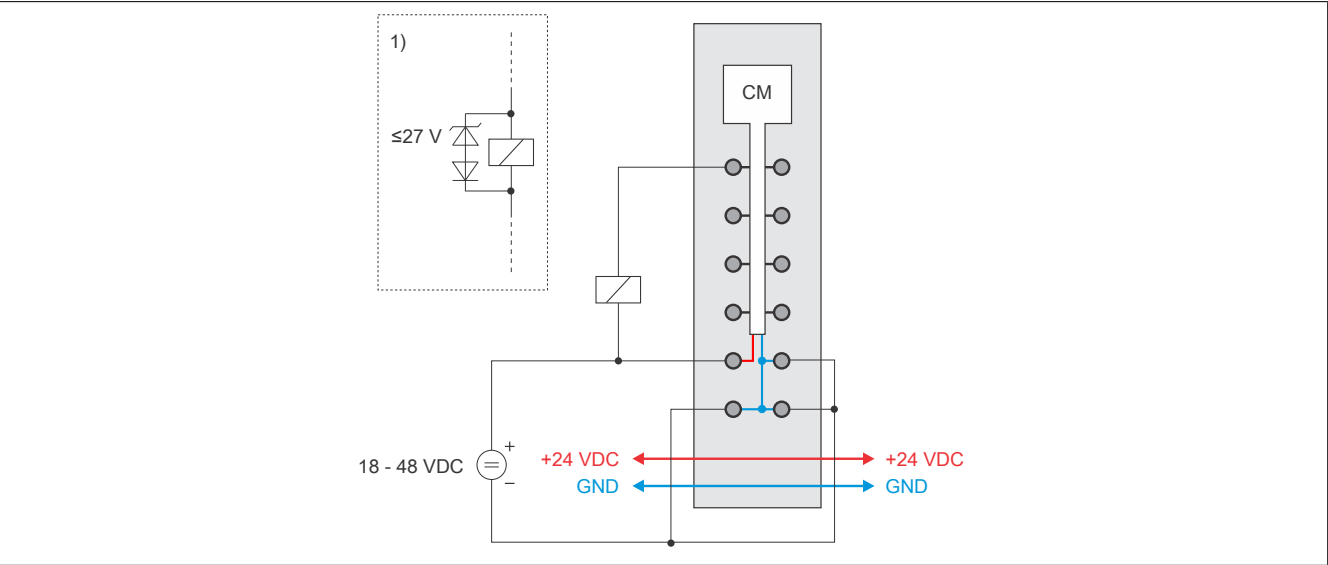 1)
CM
≤27 V
+
18 - 48 VDC
–
+24 VDC
+24 VDC
GND
GND